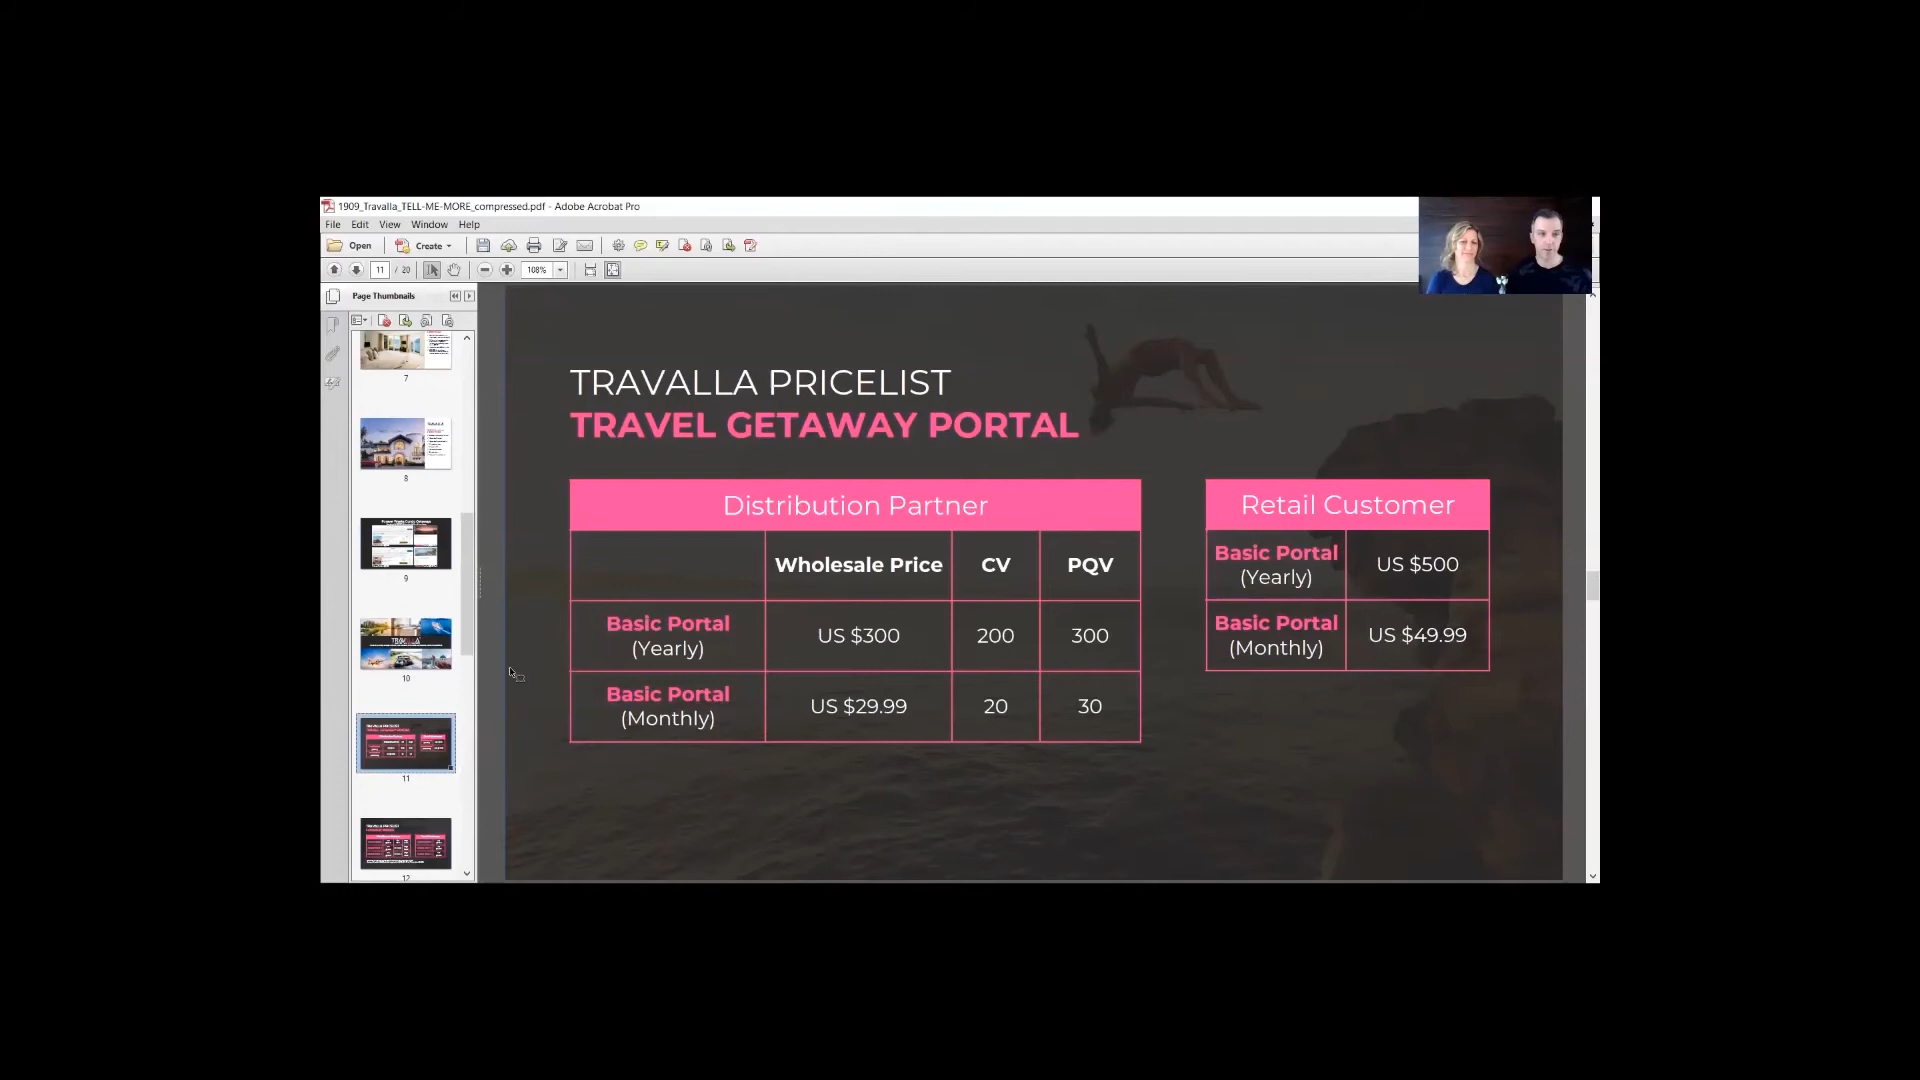 1909_Travalla_TELL-ME-MORE_compressed.pdf - Adobe Acrobat Pro
File Edit View Window Help
Open Create
11 / 20 108%
Page Thumbnails
7
8
9
10
11
12
TRAVALLA PRICELIST
TRAVEL GETAWAY PORTAL
Distribution Partner
Wholesale Price CV PQV
Basic Portal
(Yearly)
US $300 200 300
Basic Portal
(Monthly)
US $29.99 20 30
Retail Customer
Basic Portal
(Yearly)
US $500
Basic Portal
(Monthly)
US $49.99